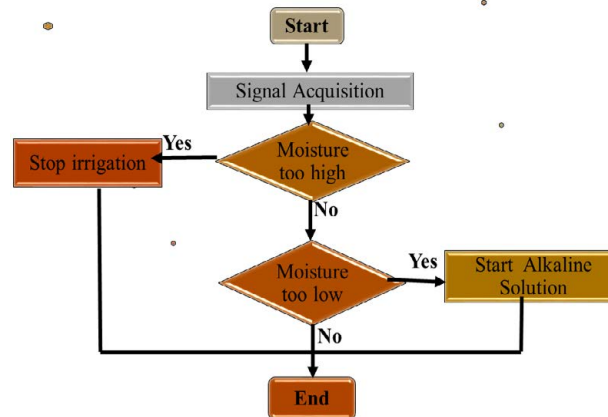 Start
Signal Acquisition
Moisture
too high
Yes
Stop irrigation
No
Moisture
too low
Yes
Start Alkaline
Solution
No
End